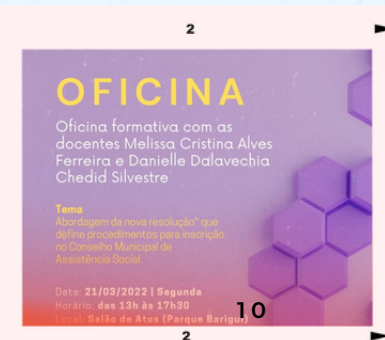 2
OFICINA
Oficina formativa com as
docentes Melissa Cristina Alves
Ferreira e Danielle Dalavechia
Chedid Silvestre
Tema
Abordagem da nova resolução" que
define procedimentos para inscrição
no Conselho Municipal de
Assistência Social.
Data: 21/03/2022 | Segunda
Horário: das 13h às 17h30
Local: Salão de Atos (Parque Barigui)
10
2